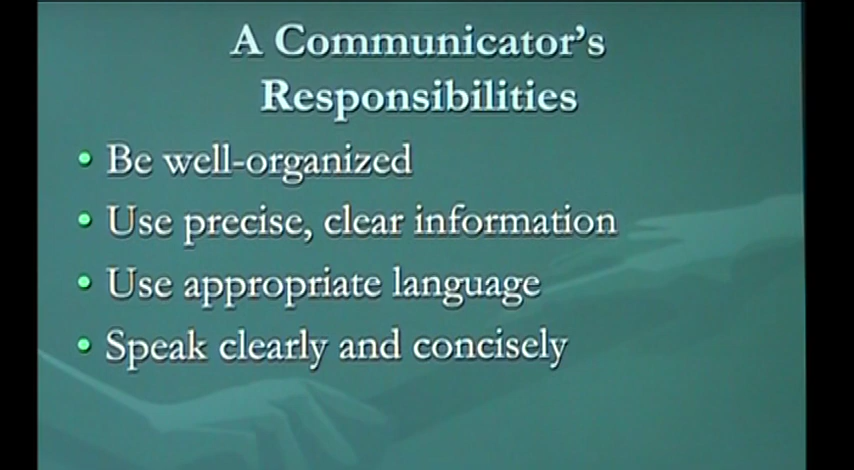 A Communicator's
Responsibilities
• Be well-organized
• Use precise, clear information
• Use appropriate language
• Speak clearly and concisely